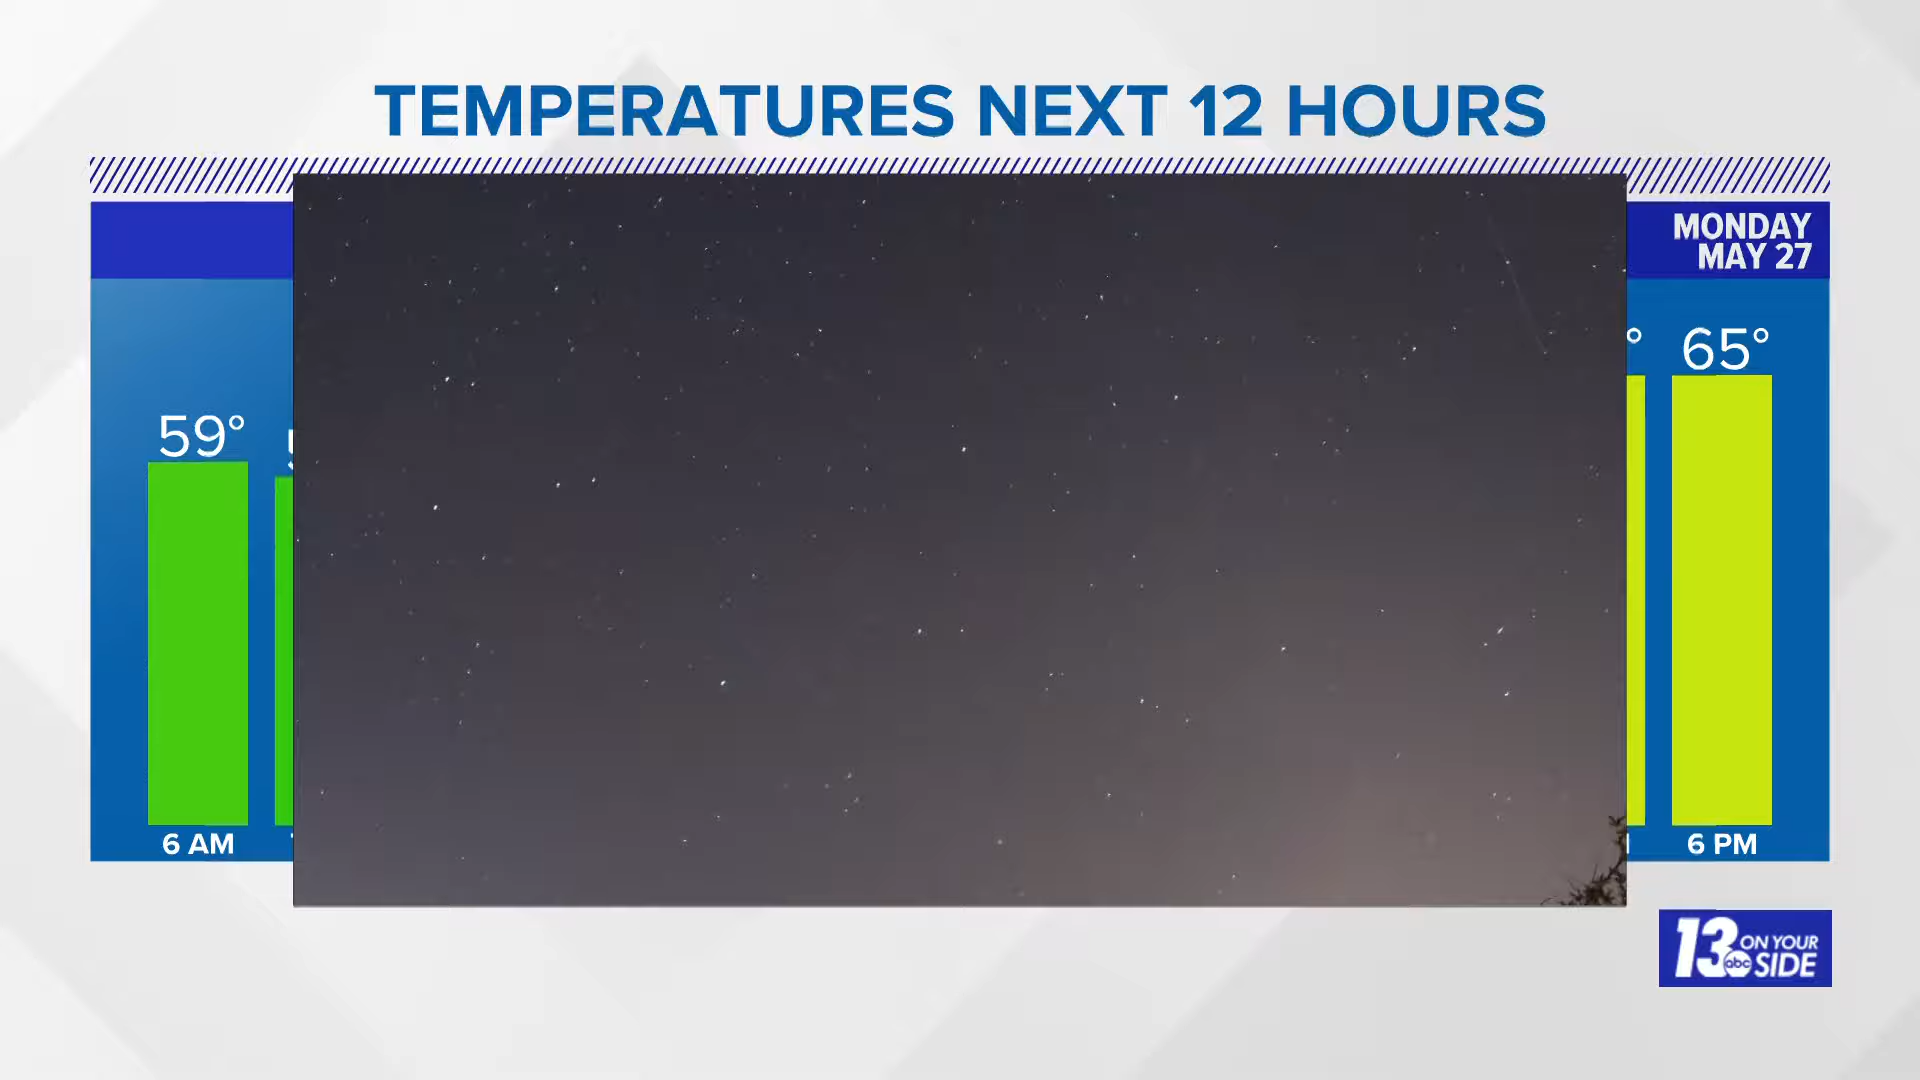 TEMPERATURES NEXT 12 HOURS
MONDAY
MAY 27
65°
59°
6 AM
6 PM
13 ON YOUR SIDE
abc